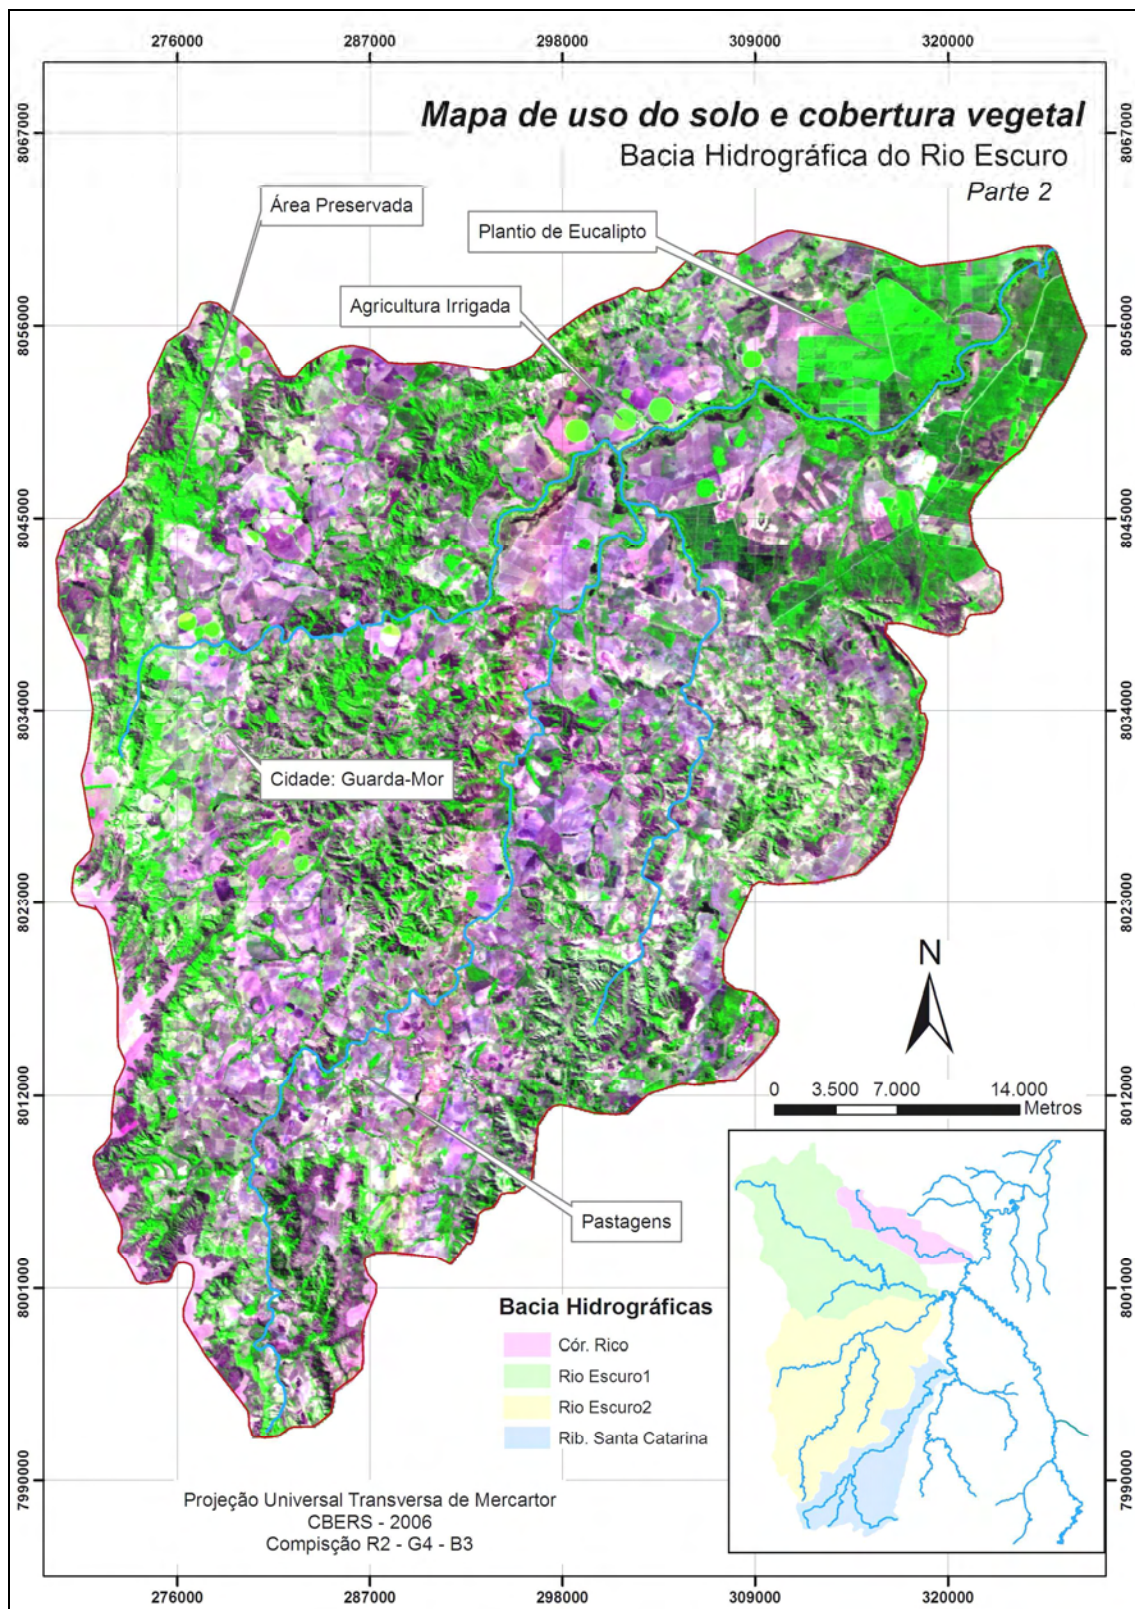 276000 287000 298000 309000 320000
Mapa de uso do solo e cobertura vegetal
Bacia Hidrográfica do Rio Escuro
Parte 2
8067000
8067000
Área Preservada
Plantio de Eucalipto
Agricultura Irrigada
8056000
8056000
8045000
8045000
8034000
8034000
Cidade: Guarda-Mor
8023000
8023000
N
0 3.500 7.000 14.000
Metros
8012000
8012000
Pastagens
8001000
8001000
Bacia Hidrográficas
Cór. Rico
Rio Escuro1
Rio Escuro2
Rib. Santa Catarina
7990000
7990000
Projeção Universal Transversa de Mercartor
CBERS - 2006
Compisção R2 - G4 - B3
276000 287000 298000 309000 320000